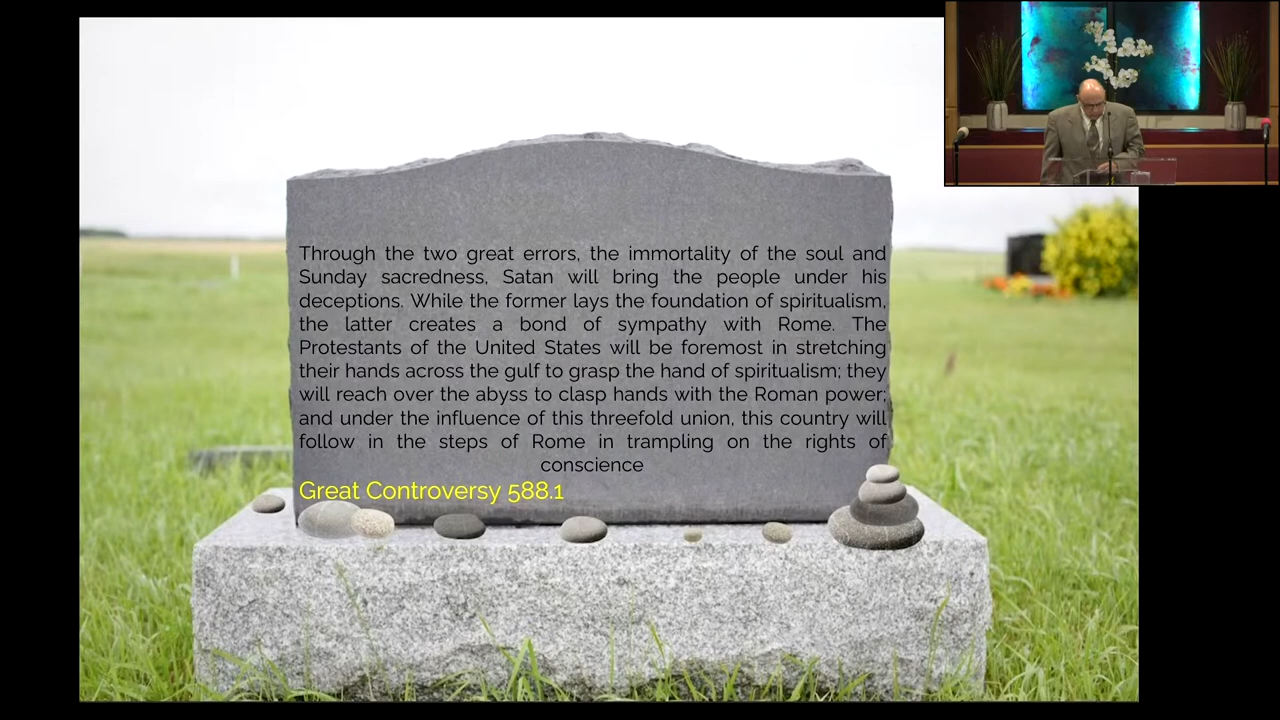 Through the two great errors, the immortality of the soul and
Sunday sacredness, Satan will bring the people under his
deceptions. While the former lays the foundation of spiritualism,
the latter creates a bond of sympathy with Rome. The
Protestants of the United States will be foremost in stretching
their hands across the gulf to grasp the hand of spiritualism; they
will reach over the abyss to clasp hands with the Roman power;
and under the influence of this threefold union, this country will
follow in the steps of Rome in trampling on the rights of
conscience
Great Controversy 588.1